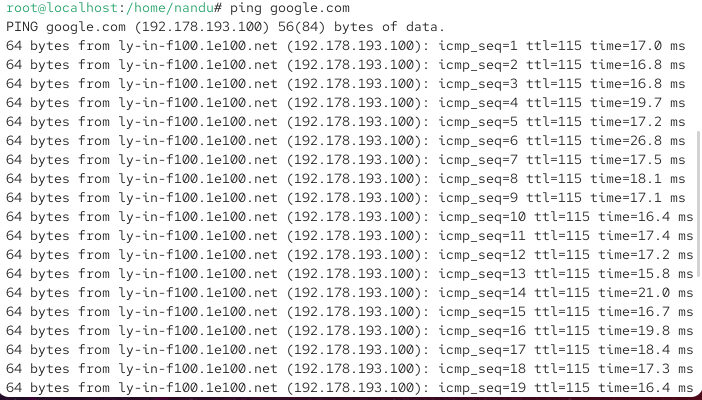 root@localhost:/home/nandu# ping google.com
PING google.com (192.178.193.100) 56(84) bytes of data.
64 bytes from ly-in-f100.1e100.net (192.178.193.100): icmp_seq=1 ttl=115 time=17.0 ms
64 bytes from ly-in-f100.1e100.net (192.178.193.100): icmp_seq=2 ttl=115 time=16.8 ms
64 bytes from ly-in-f100.1e100.net (192.178.193.100): icmp_seq=3 ttl=115 time=16.8 ms
64 bytes from ly-in-f100.1e100.net (192.178.193.100): icmp_seq=4 ttl=115 time=19.7 ms
64 bytes from ly-in-f100.1e100.net (192.178.193.100): icmp_seq=5 ttl=115 time=17.2 ms
64 bytes from ly-in-f100.1e100.net (192.178.193.100): icmp_seq=6 ttl=115 time=26.8 ms
64 bytes from ly-in-f100.1e100.net (192.178.193.100): icmp_seq=7 ttl=115 time=17.5 ms
64 bytes from ly-in-f100.1e100.net (192.178.193.100): icmp_seq=8 ttl=115 time=18.1 ms
64 bytes from ly-in-f100.1e100.net (192.178.193.100): icmp_seq=9 ttl=115 time=17.1 ms
64 bytes from ly-in-f100.1e100.net (192.178.193.100): icmp_seq=10 ttl=115 time=16.4 ms
64 bytes from ly-in-f100.1e100.net (192.178.193.100): icmp_seq=11 ttl=115 time=17.4 ms
64 bytes from ly-in-f100.1e100.net (192.178.193.100): icmp_seq=12 ttl=115 time=17.2 ms
64 bytes from ly-in-f100.1e100.net (192.178.193.100): icmp_seq=13 ttl=115 time=15.8 ms
64 bytes from ly-in-f100.1e100.net (192.178.193.100): icmp_seq=14 ttl=115 time=21.0 ms
64 bytes from ly-in-f100.1e100.net (192.178.193.100): icmp_seq=15 ttl=115 time=16.7 ms
64 bytes from ly-in-f100.1e100.net (192.178.193.100): icmp_seq=16 ttl=115 time=19.8 ms
64 bytes from ly-in-f100.1e100.net (192.178.193.100): icmp_seq=17 ttl=115 time=18.4 ms
64 bytes from ly-in-f100.1e100.net (192.178.193.100): icmp_seq=18 ttl=115 time=17.3 ms
64 bytes from ly-in-f100.1e100.net (192.178.193.100): icmp_seq=19 ttl=115 time=16.4 ms